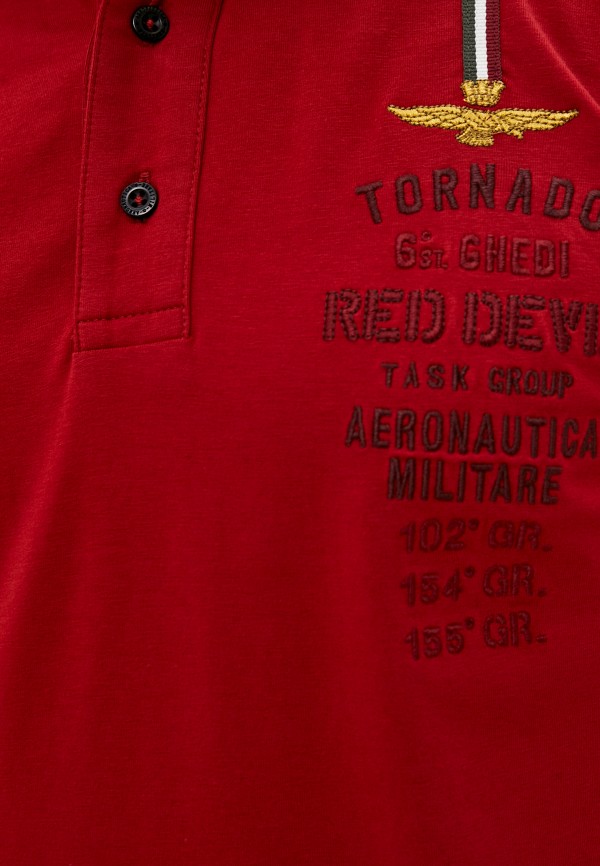 TORNADO
6° ST. GHEDI
RED DEVI
TASK GROUP
AERONAUTICA
MILITARE
102° GR.
154° GR.
155° GR.